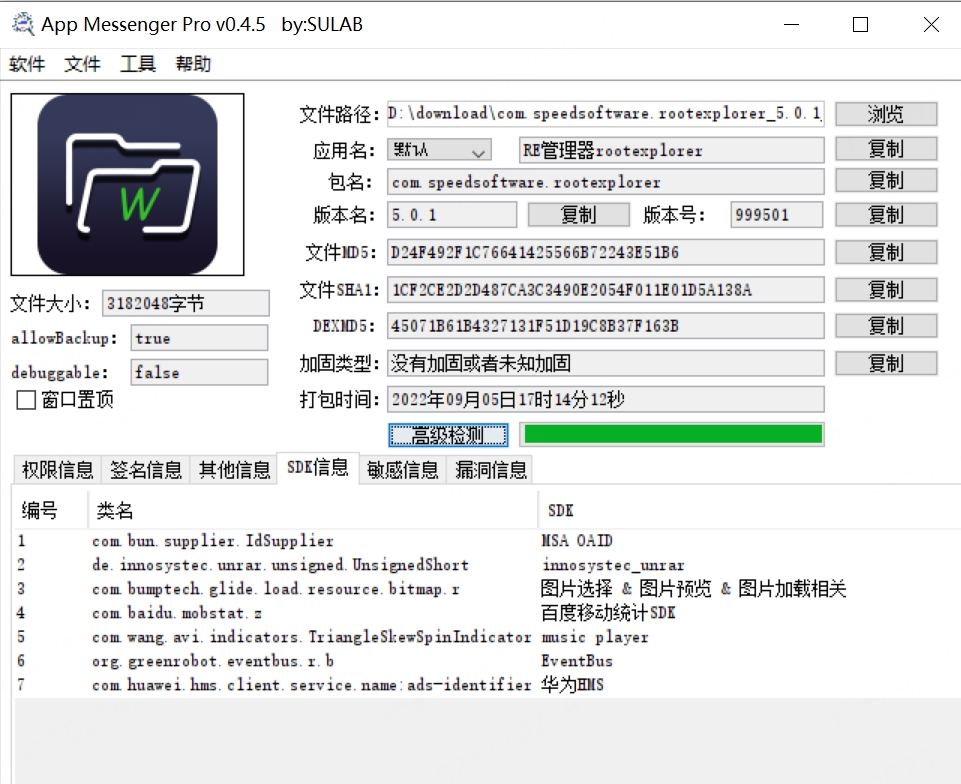 App Messenger Pro v0.4.5 by:SULAB
软件 文件 工具 帮助
W
文件路径: D:\download\com.speedsoftware.rootexplorer_5.0.1_ 浏览
应用名: 默认 RE管理器rootexplorer 复制
包名: com.speedsoftware.rootexplorer 复制
版本名: 5.0.1 复制 版本号: 999501 复制
文件MD5: D24F492F1C76641425566B72243E51B6 复制
文件大小: 3182048字节
文件SHA1: 1CF2CE2D2D487CA3C3490E2054F011E01D5A138A 复制
allowBackup: true
DEXMD5: 45071B61B4327131F51D19C8B37F163B 复制
debuggable: false
加固类型: 没有加固或者未知加固 复制
窗口置顶
打包时间: 2022年09月05日17时14分12秒
高级检测
权限信息 签名信息 其他信息 SDK信息 敏感信息 漏洞信息
编号 类名 SDK
1 com.bun.supplier.IdSupplier MSA OAID
2 de.innosystec.unrar.unsigned.UnsignedShort innosystec_unrar
3 com.bumptech.glide.load.resource.bitmap.r 图片选择 & 图片预览 & 图片加载相关
4 com.baidu.mobstat.z 百度移动统计SDK
5 com.wang.avi.indicators.TriangleSkewSpinIndicator music player
6 org.greenrobot.eventbus.r.b EventBus
7 com.huawei.hms.client.service.name:ads-identifier 华为HMS